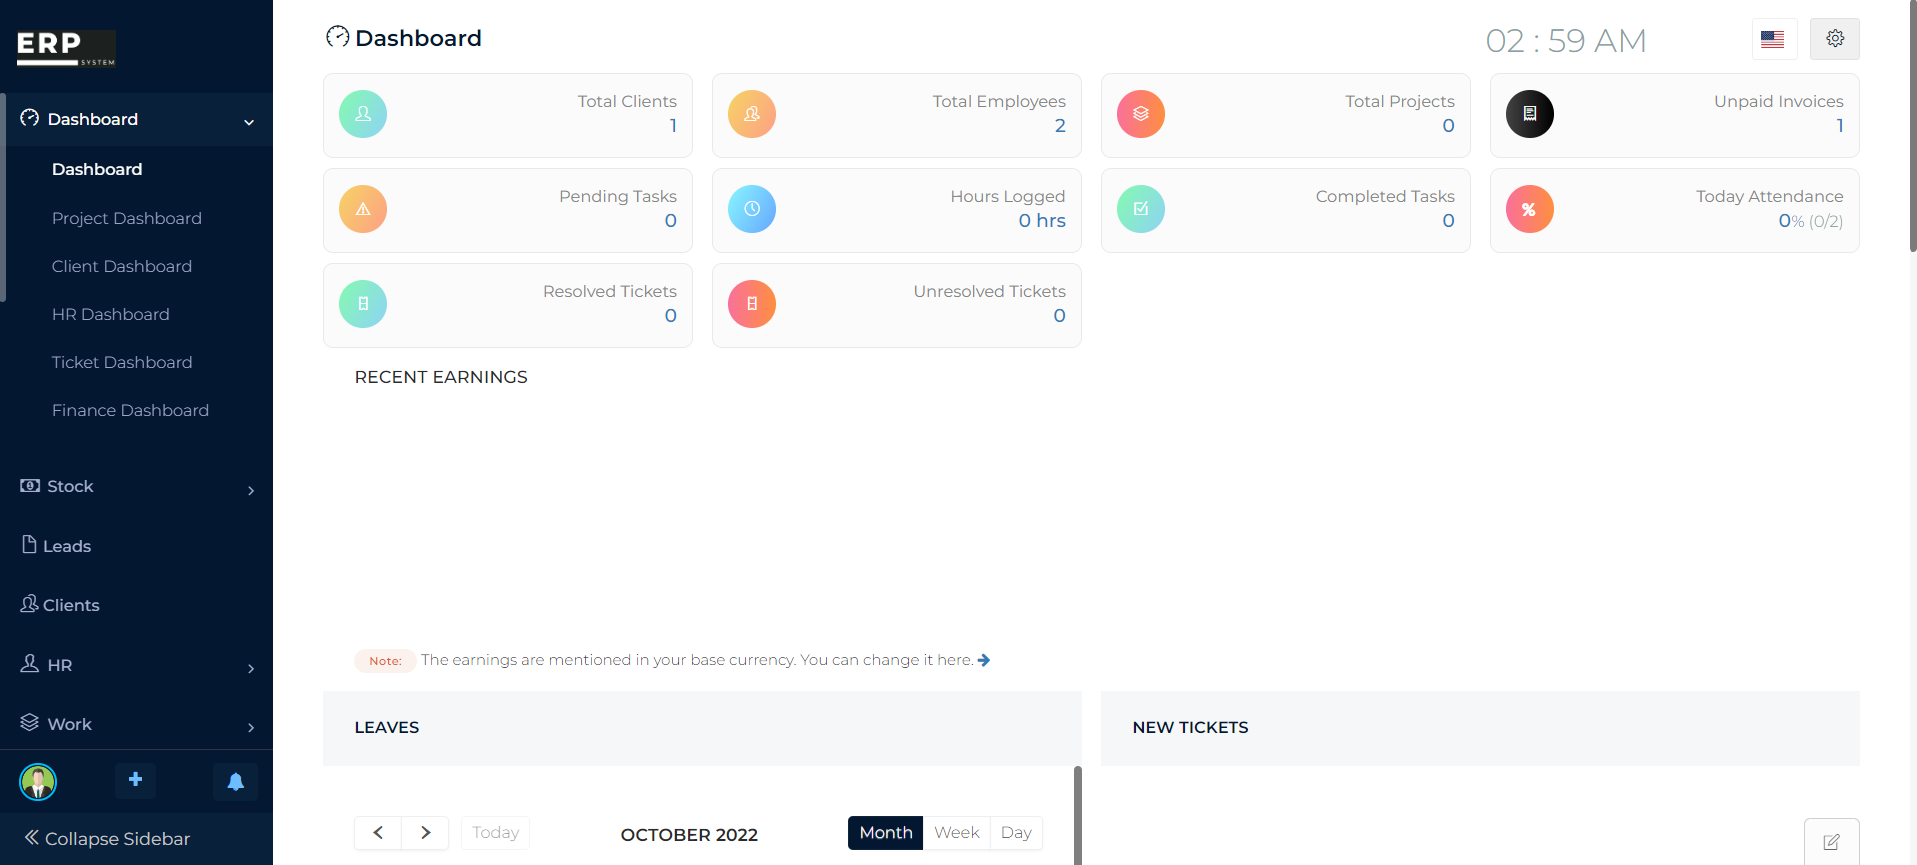 ERP
SYSTEM
Dashboard
Dashboard
Project Dashboard
Client Dashboard
HR Dashboard
Ticket Dashboard
Finance Dashboard
Stock
Leads
Clients
HR
Work
Collapse Sidebar
Dashboard
02 : 59 AM
Total Clients
1
Total Employees
2
Total Projects
0
Unpaid Invoices
1
Pending Tasks
0
Hours Logged
0 hrs
Completed Tasks
0
Today Attendance
0% (0/2)
Resolved Tickets
0
Unresolved Tickets
0
RECENT EARNINGS
Note: The earnings are mentioned in your base currency. You can change it here.
LEAVES
NEW TICKETS
Today
OCTOBER 2022
Month Week Day